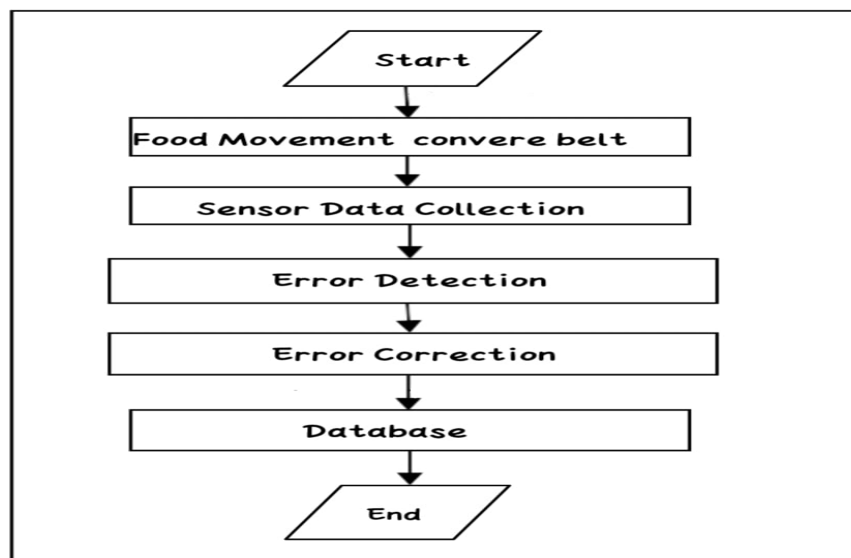 Start
Food Movement convere belt
Sensor Data Collection
Error Detection
Error Correction
Database
End